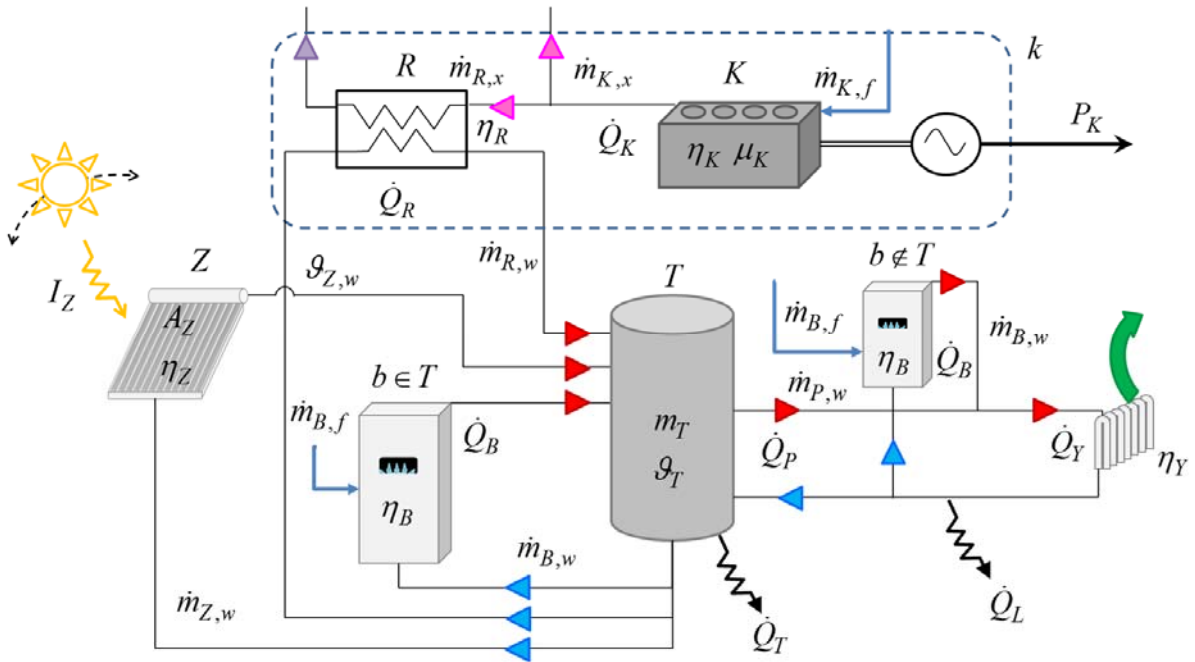 R
ṁ_{R,x}
ṁ_{K,x}
K
ṁ_{K,f}
k
η_R
Q̇_K
η_K μ_K
P_K
Q̇_R
Z
ϑ_{Z,w}
ṁ_{R,w}
T
b ∉ T
I_Z
A_Z
η_Z
ṁ_{B,f}
η_B
Q̇_B
ṁ_{B,w}
b ∈ T
ṁ_{P,w}
ṁ_{B,f}
Q̇_B
m_T
ϑ_T
Q̇_P
Q̇_Y
η_Y
η_B
ṁ_{B,w}
ṁ_{Z,w}
Q̇_T
Q̇_L